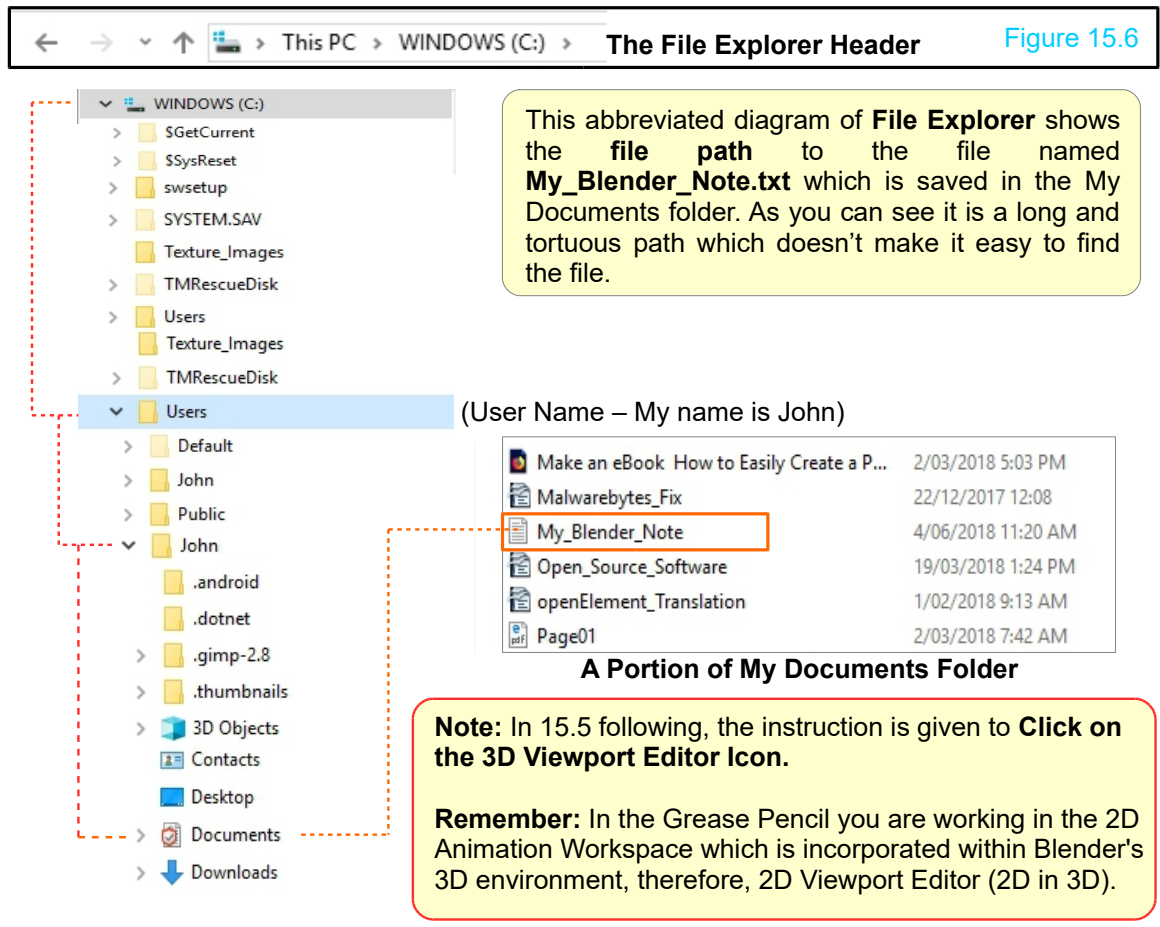 This PC > WINDOWS (C:) >
The File Explorer Header
Figure 15.6
WINDOWS (C:)
$GetCurrent
$SysReset
swsetup
SYSTEM.SAV
Texture_Images
TMRescueDisk
Users
Texture_Images
TMRescueDisk
Users
Default
John
Public
John
.android
.dotnet
.gimp-2.8
.thumbnails
3D Objects
Contacts
Desktop
Documents
Downloads
This abbreviated diagram of File Explorer shows
the file path to the file named
My_Blender_Note.txt which is saved in the My
Documents folder. As you can see it is a long and
tortuous path which doesn’t make it easy to find
the file.
(User Name – My name is John)
Make an eBook How to Easily Create a P... 2/03/2018 5:03 PM
Malwarebytes_Fix 22/12/2017 12:08
My_Blender_Note 4/06/2018 11:20 AM
Open_Source_Software 19/03/2018 1:24 PM
openElement_Translation 1/02/2018 9:13 AM
Page01 2/03/2018 7:42 AM
A Portion of My Documents Folder
Note: In 15.5 following, the instruction is given to Click on
the 3D Viewport Editor Icon.
Remember: In the Grease Pencil you are working in the 2D
Animation Workspace which is incorporated within Blender's
3D environment, therefore, 2D Viewport Editor (2D in 3D).